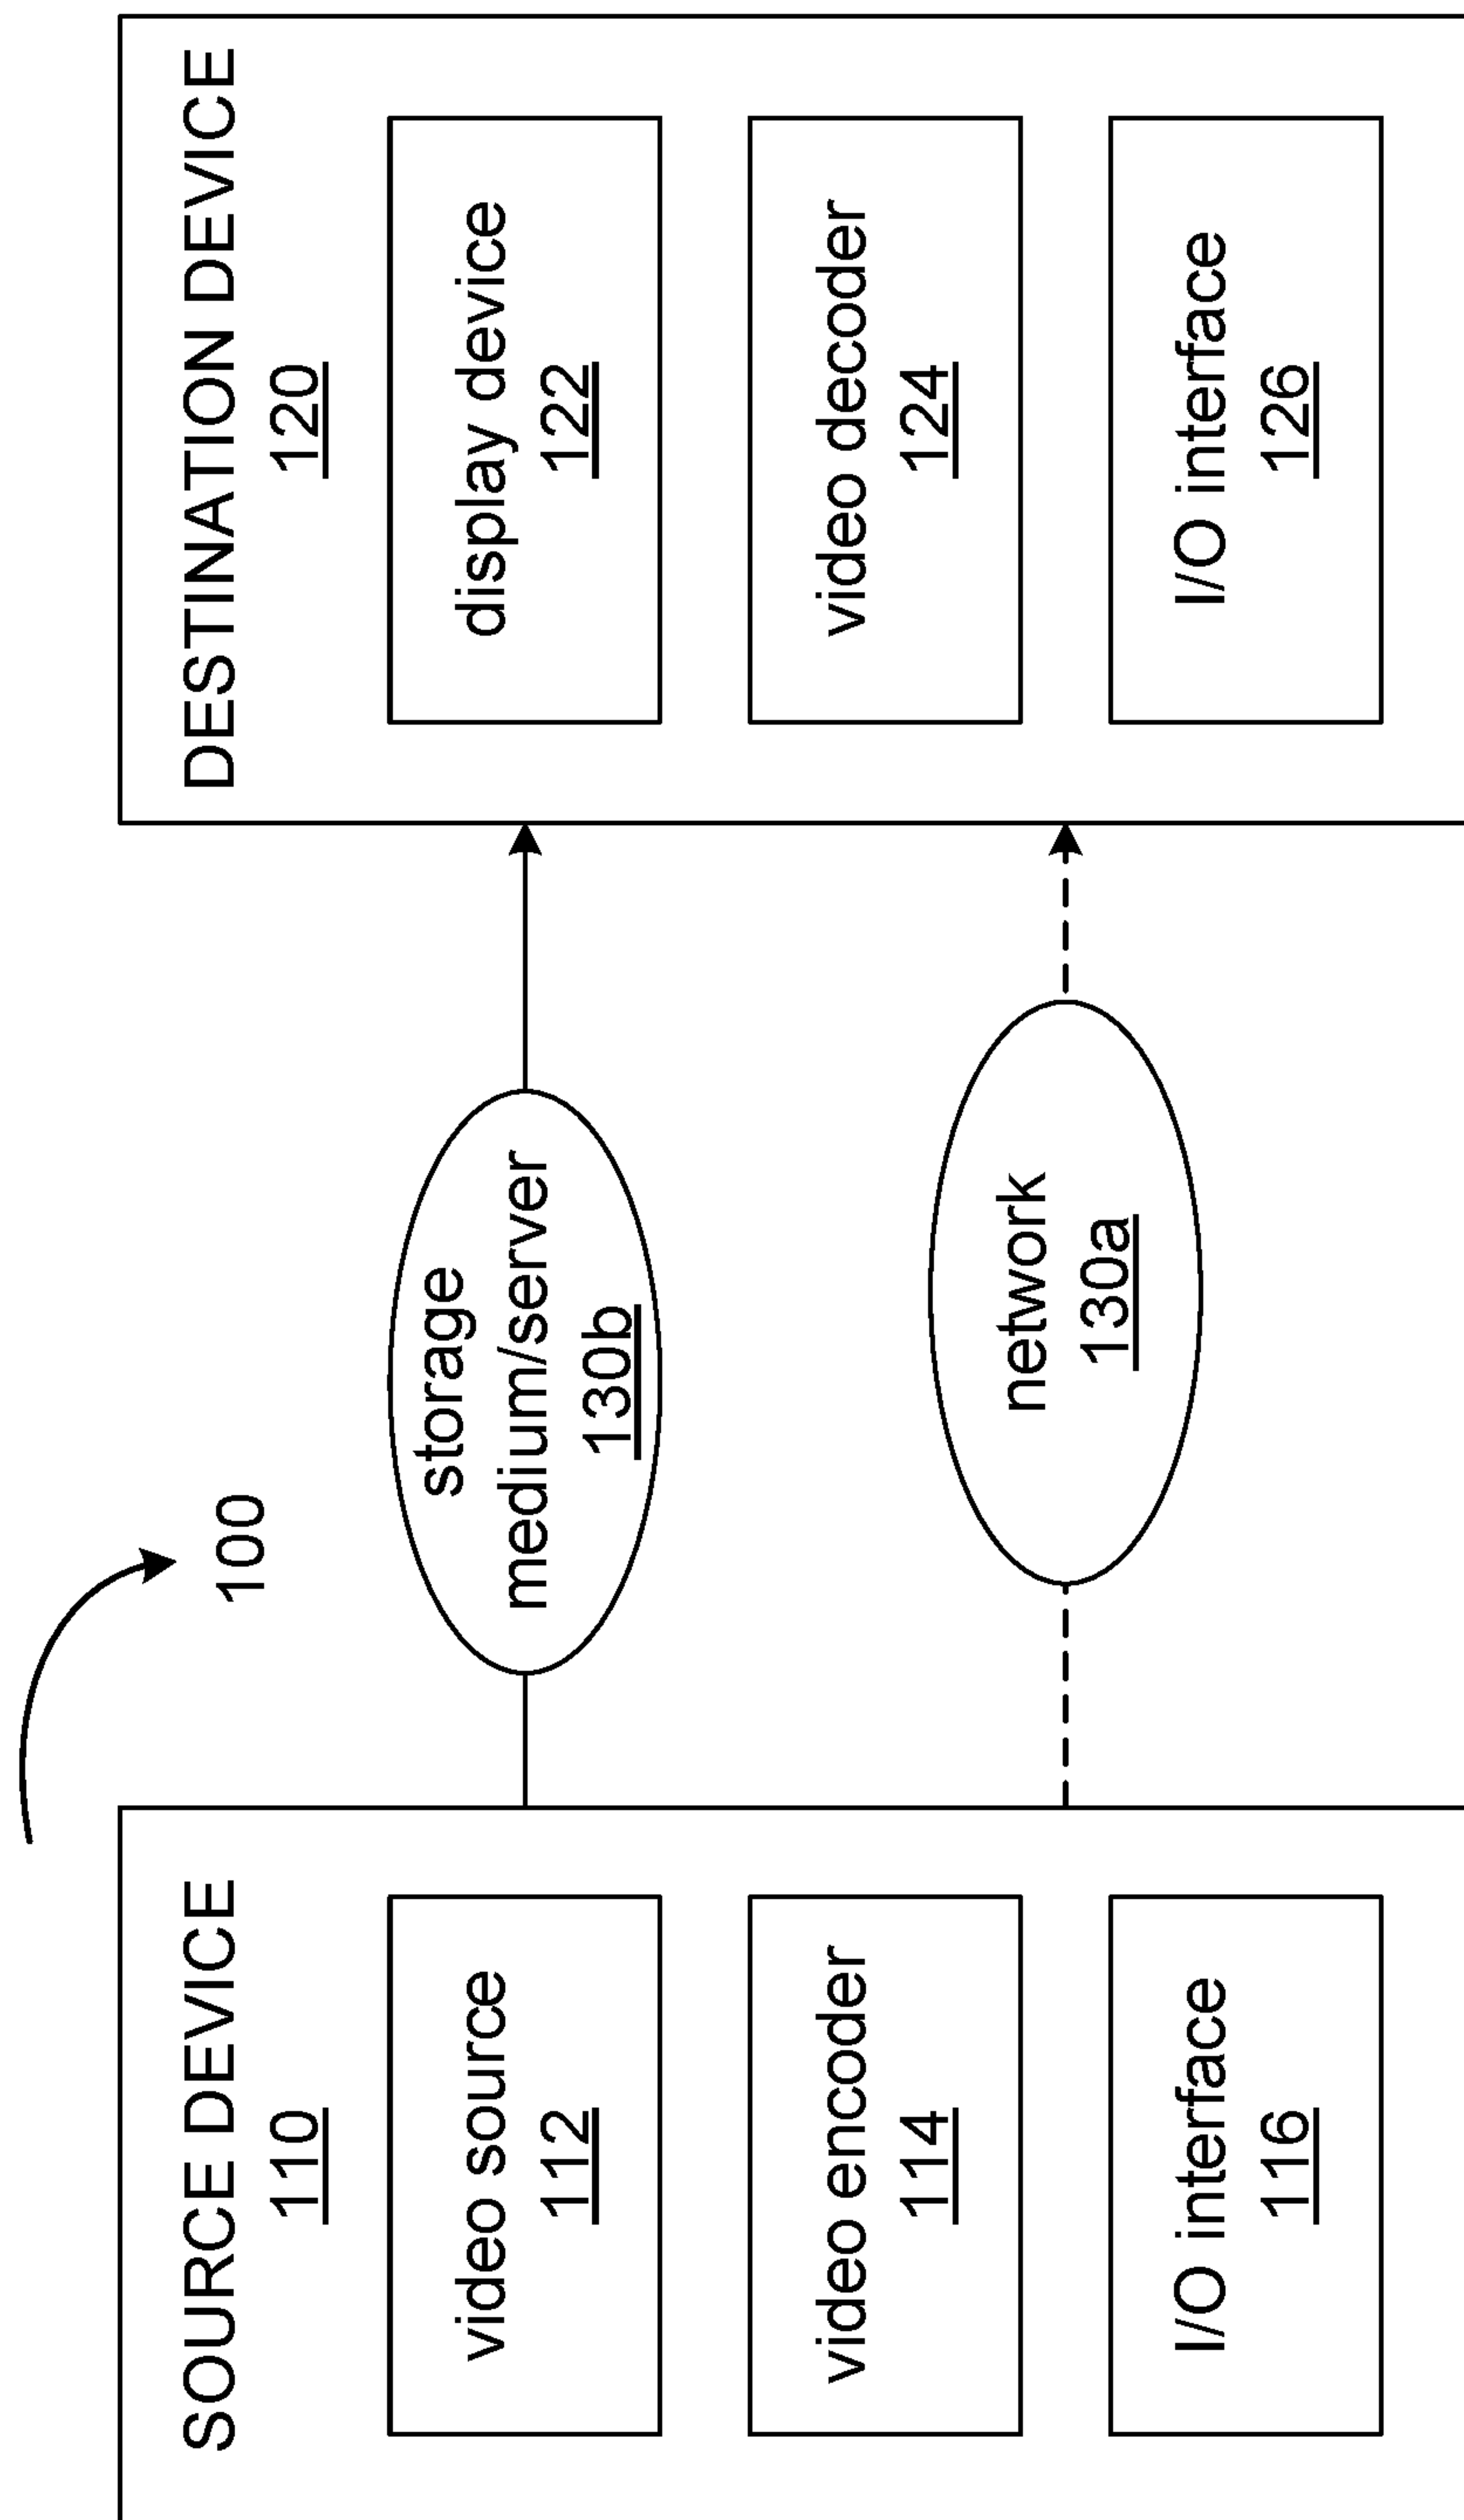 100
SOURCE DEVICE
110
video source
112
video encoder
114
I/O interface
116
storage
medium/server
130b
network
130a
DESTINATION DEVICE
120
display device
122
video decoder
124
I/O interface
126